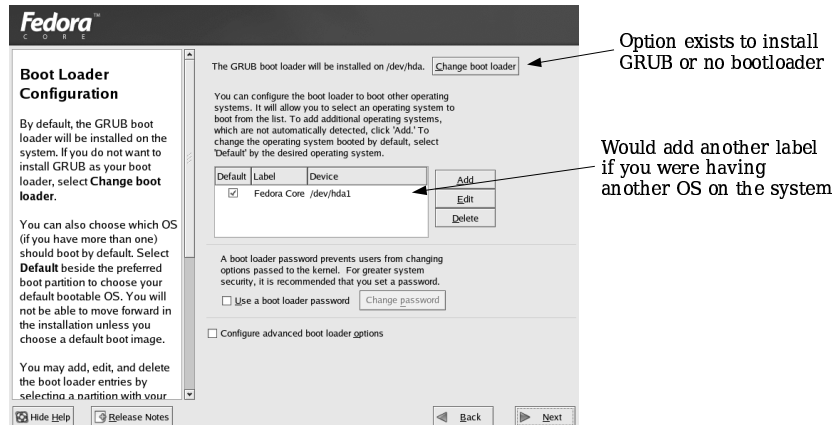 Fedora™
CORE
Boot Loader
Configuration
By default, the GRUB boot
loader will be installed on the
system. If you do not want to
install GRUB as your boot
loader, select Change boot
loader.
You can also choose which OS
(if you have more than one)
should boot by default. Select
Default beside the preferred
boot partition to choose your
default bootable OS. You will
not be able to move forward in
the installation unless you
choose a default boot image.
You may add, edit, and delete
the boot loader entries by
selecting a partition with your
The GRUB boot loader will be installed on /dev/hda. Change boot loader
You can configure the boot loader to boot other operating
systems. It will allow you to select an operating system to
boot from the list. To add additional operating systems,
which are not automatically detected, click 'Add.' To
change the operating system booted by default, select
'Default' by the desired operating system.
Default Label Device
Fedora Core /dev/hda1
Add
Edit
Delete
A boot loader password prevents users from changing
options passed to the kernel. For greater system
security, it is recommended that you set a password.
Use a boot loader password Change password
Configure advanced boot loader options
Hide Help Release Notes Back Next
Option exists to install
GRUB or no bootloader
Would add another label
if you were having
another OS on the system